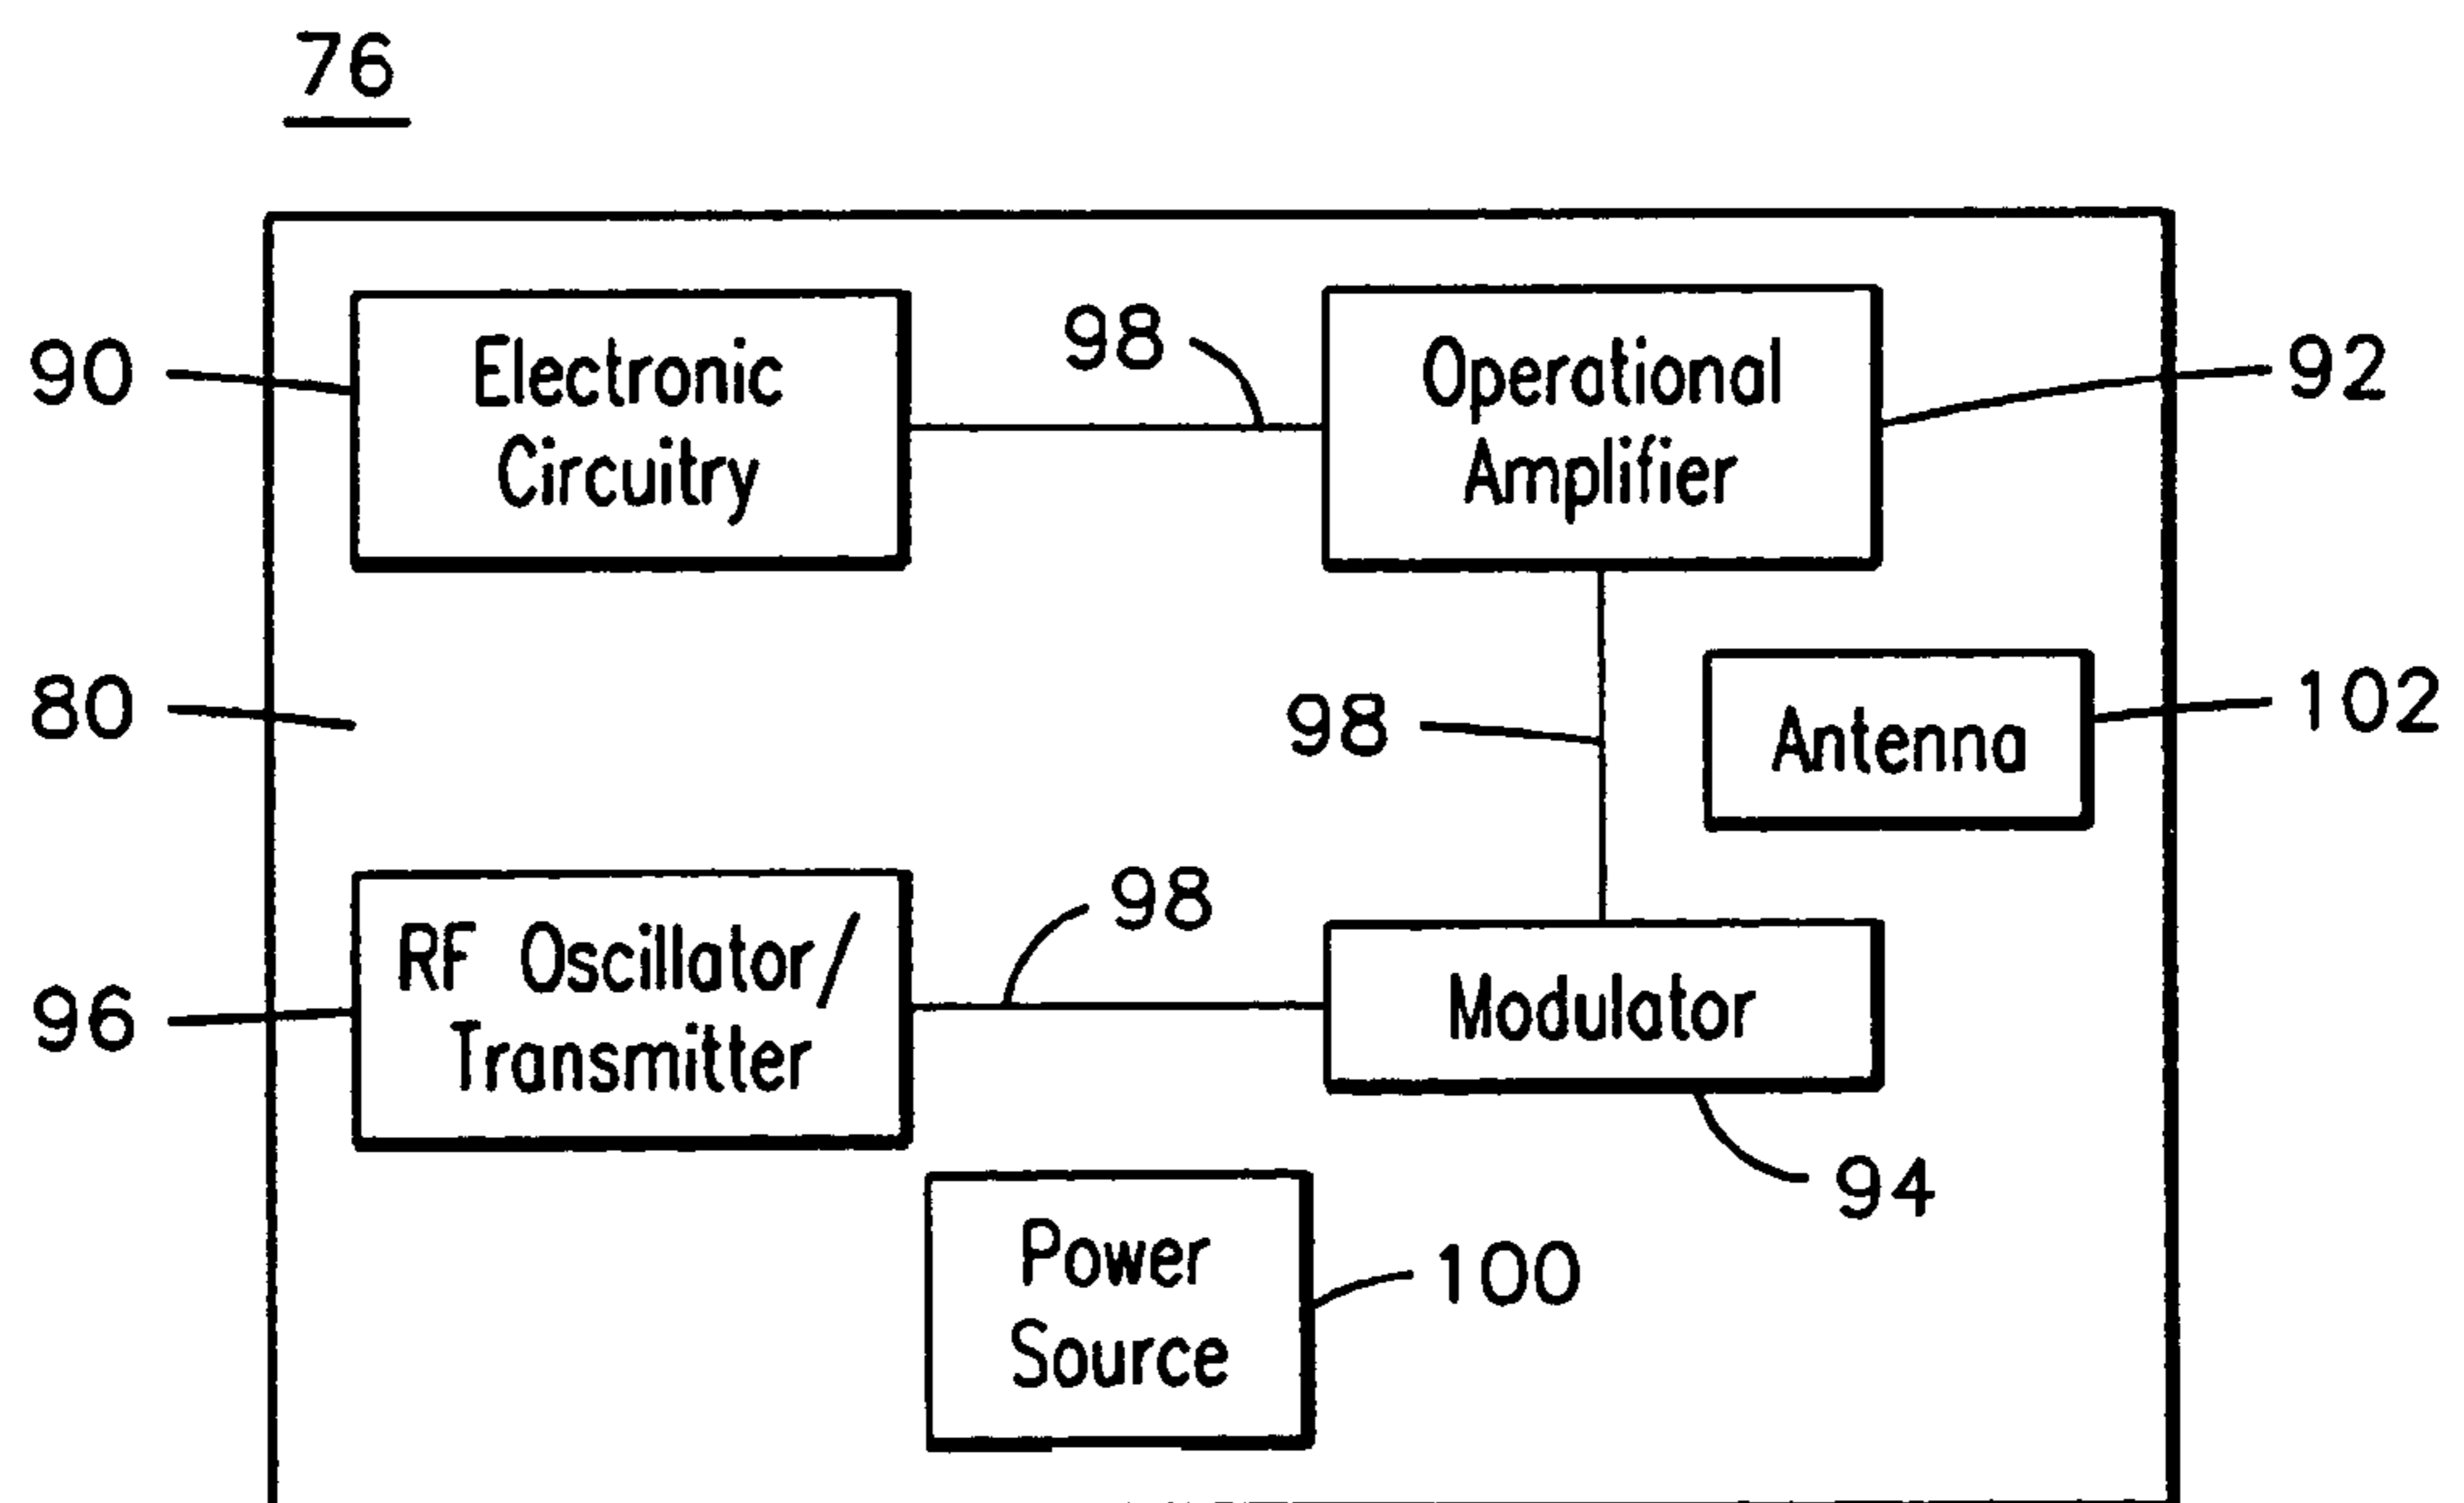 76
90
Electronic
Circuitry
98
Operational
Amplifier
92
80
98
Antenna
102
96
RF Oscillator/
Transmitter
98
Modulator
94
Power
Source
100